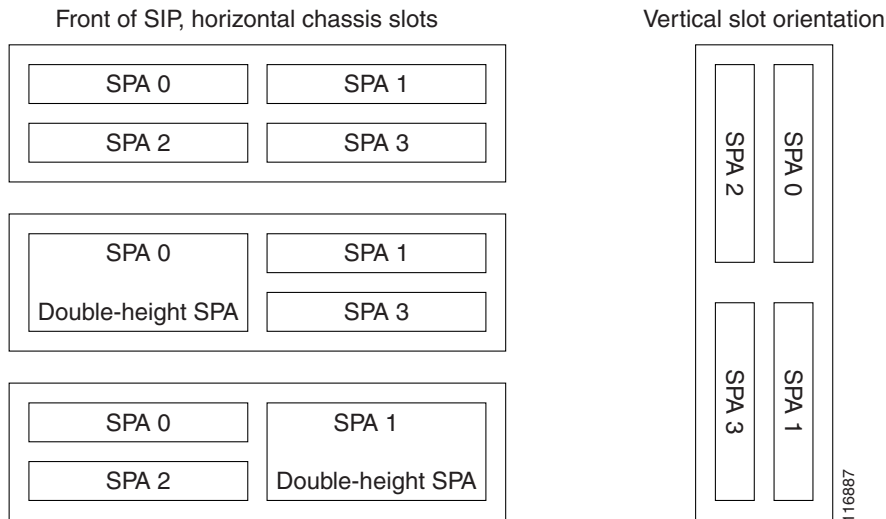 Front of SIP, horizontal chassis slots
SPA 0
SPA 1
SPA 2
SPA 3
SPA 0
Double-height SPA
SPA 1
SPA 3
SPA 0
SPA 2
SPA 1
Double-height SPA
Vertical slot orientation
SPA 2
SPA 0
SPA 3
SPA 1
116887